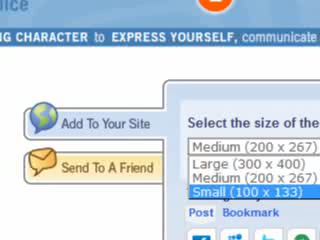 oice
NG CHARACTER to EXPRESS YOURSELF, communicate
Add To Your Site
Send To A Friend
Select the size of the
Medium (200 x 267)
Large (300 x 400)
Medium (200 x 267)
Small (100 x 133)
Post Bookmark